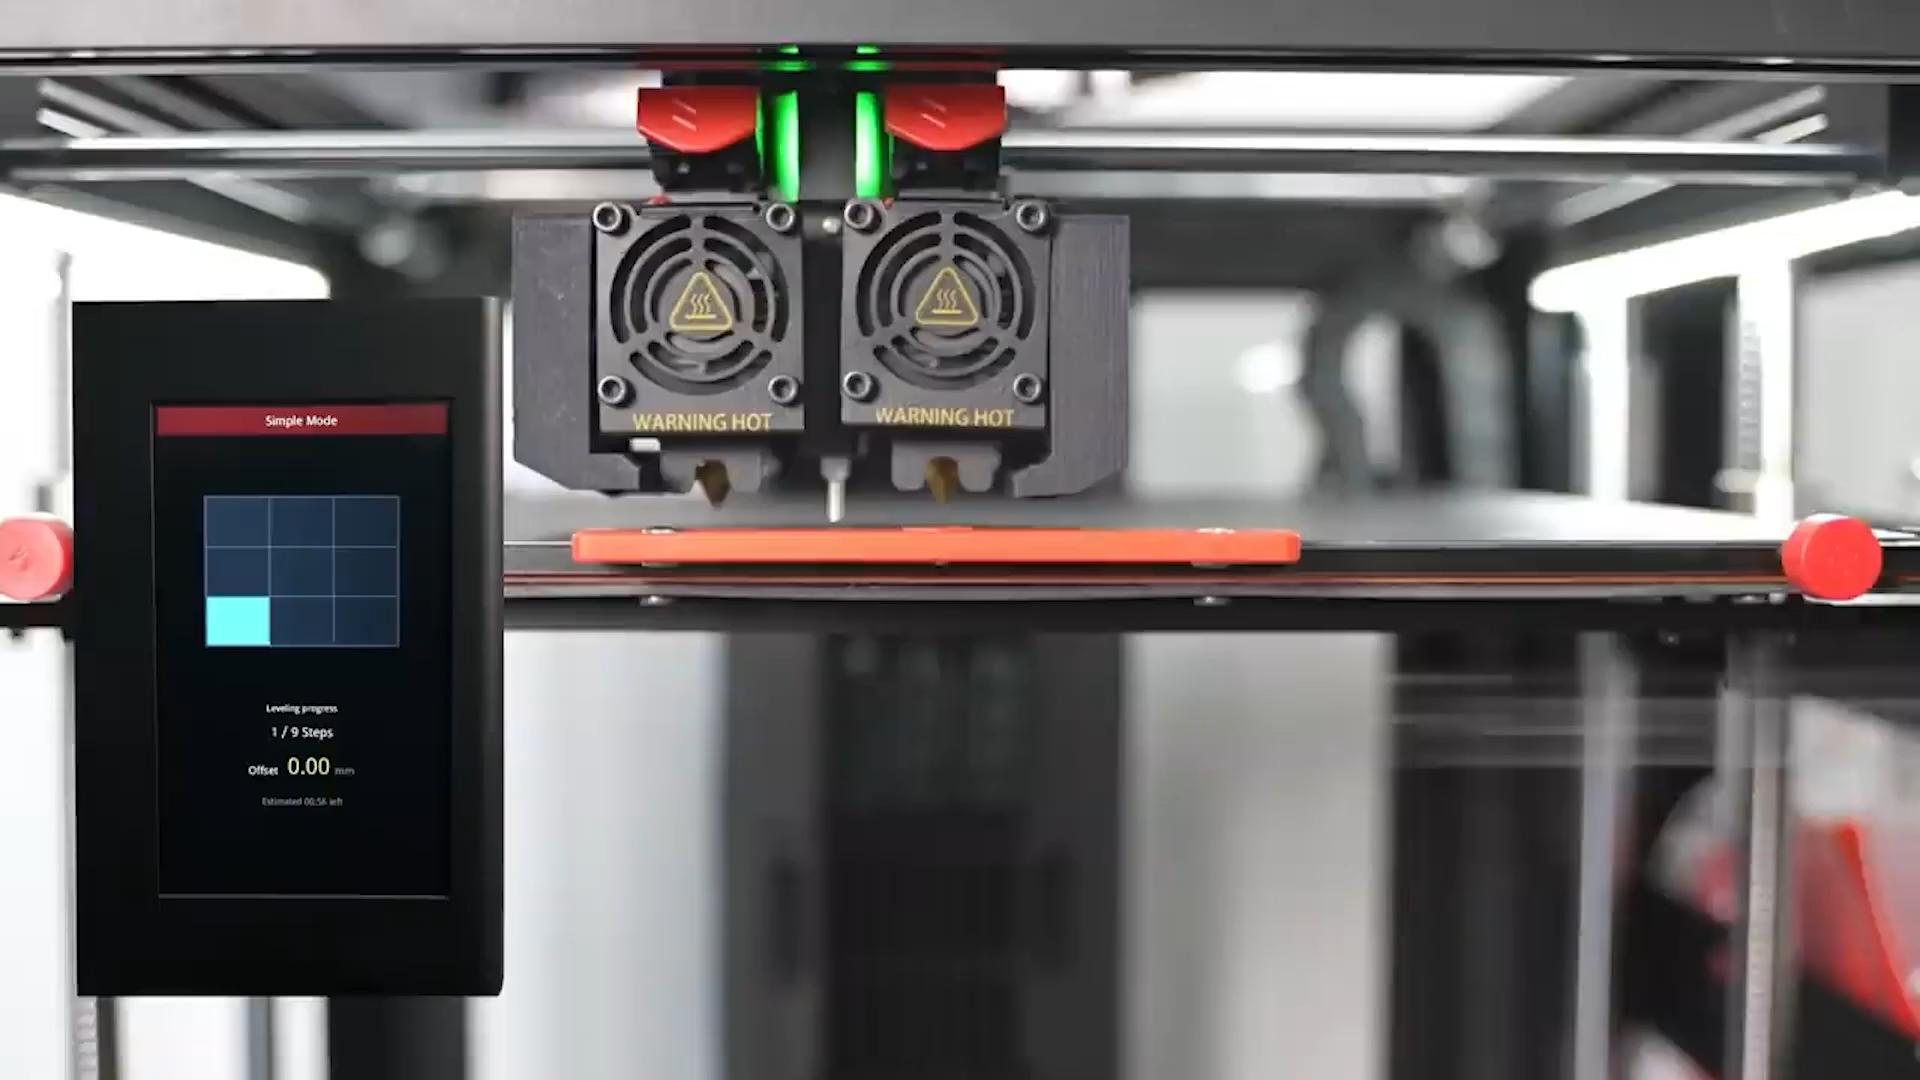 Simple Mode
WARNING HOT
WARNING HOT
Leveling progress
1 / 9 Steps
Offset 0.00 mm
Estimated 00:56 left